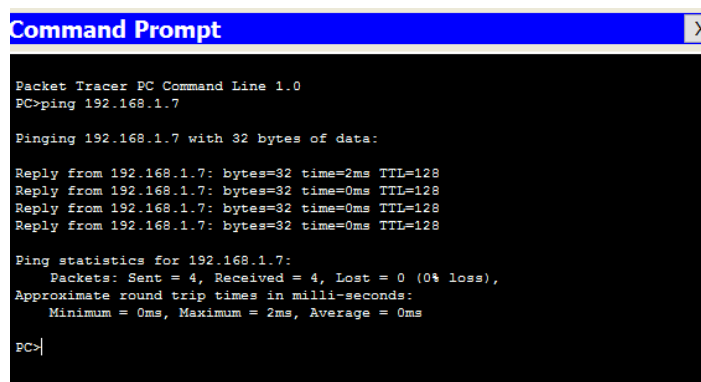 Command Prompt
X
Packet Tracer PC Command Line 1.0
PC>ping 192.168.1.7
Pinging 192.168.1.7 with 32 bytes of data:
Reply from 192.168.1.7: bytes=32 time=2ms TTL=128
Reply from 192.168.1.7: bytes=32 time=0ms TTL=128
Reply from 192.168.1.7: bytes=32 time=0ms TTL=128
Reply from 192.168.1.7: bytes=32 time=0ms TTL=128
Ping statistics for 192.168.1.7:
Packets: Sent = 4, Received = 4, Lost = 0 (0% loss),
Approximate round trip times in milli-seconds:
Minimum = 0ms, Maximum = 2ms, Average = 0ms
PC>